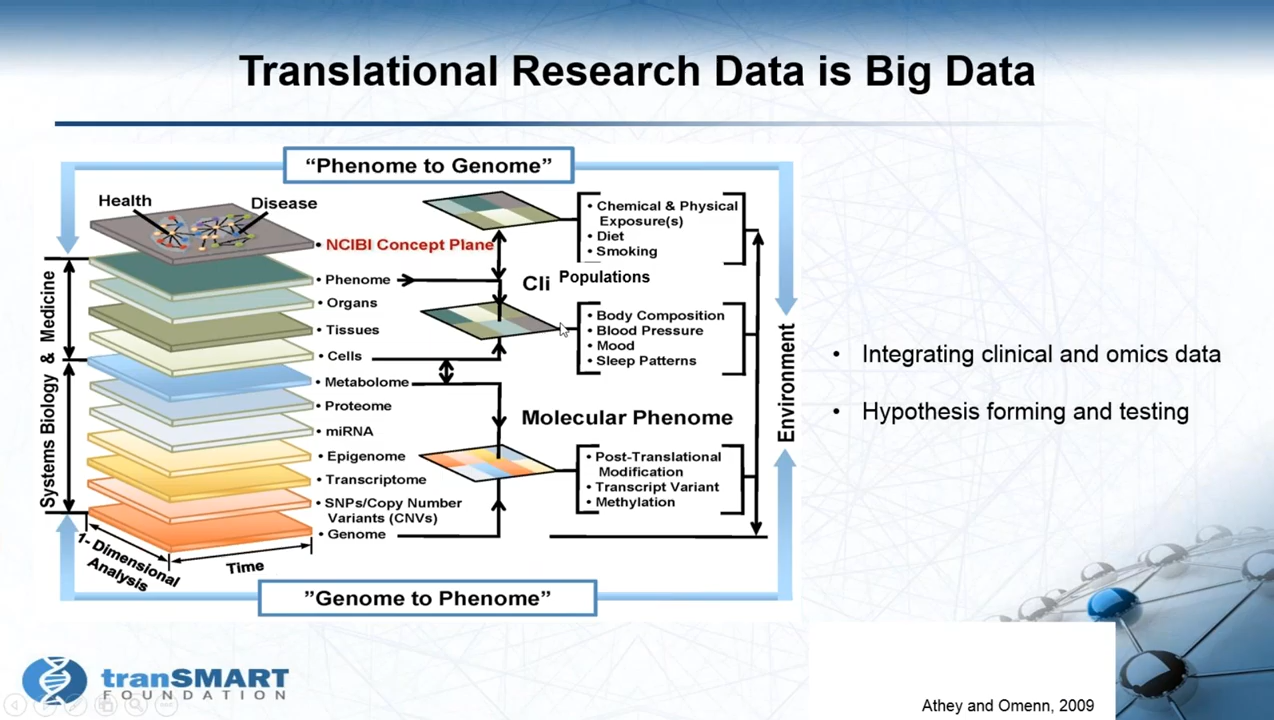 Translational Research Data is Big Data
“Phenome to Genome”
Health
Disease
• NCIBI Concept Plane
• Phenome
• Organs
• Tissues
• Cells
• Metabolome
• Proteome
• miRNA
• Epigenome
• Transcriptome
• SNPs/Copy Number
Variants (CNVs)
• Genome
Systems Biology & Medicine
1- Dimensional
Analysis
Time
• Chemical & Physical
Exposure(s)
• Diet
• Smoking
Cli
Populations
• Body Composition
• Blood Pressure
• Mood
• Sleep Patterns
Molecular Phenome
• Post-Translational
Modification
• Transcript Variant
• Methylation
Environment
”Genome to Phenome”
• Integrating clinical and omics data
• Hypothesis forming and testing
tranSMART
FOUNDATION
Athey and Omenn, 2009